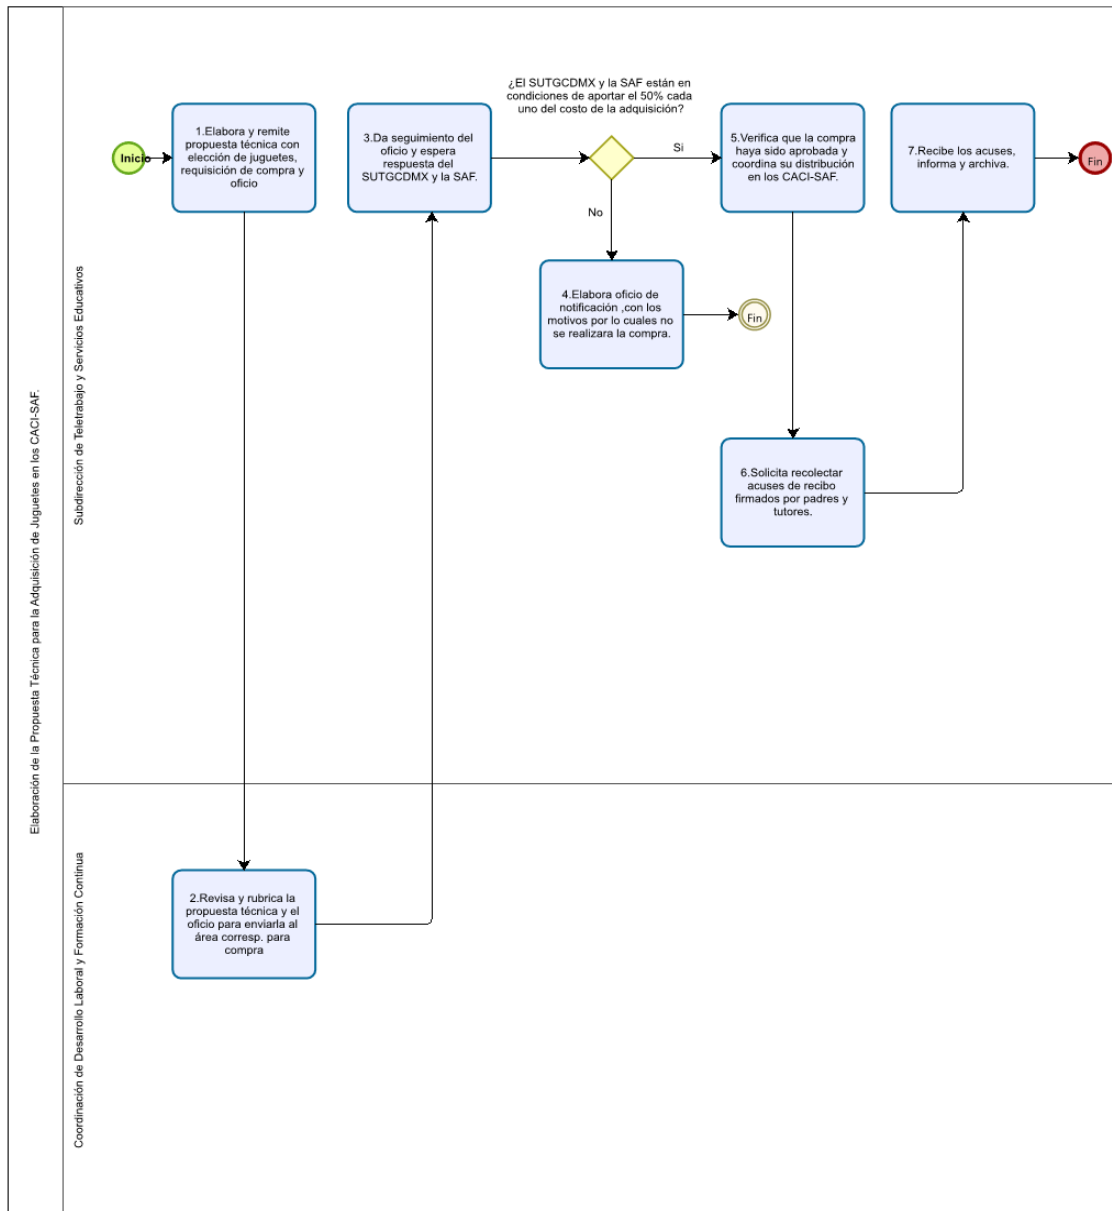 Elaboración de la Propuesta Técnica para la Adquisición de Juguetes en los CACI-SAF.
Subdirección de Teletrabajo y Servicios Educativos
Inicio
1.Elabora y remite
propuesta técnica con
elección de juguetes,
requisición de compra y
oficio
3.Da seguimiento del
oficio y espera
respuesta del
SUTGCDMX y la SAF.
¿El SUTGCDMX y la SAF están en
condiciones de aportar el 50% cada
uno del costo de la adquisición?
Si
No
5.Verifica que la compra
haya sido aprobada y
coordina su distribución
en los CACI-SAF.
7.Recibe los acuses,
informa y archiva.
Fin
4.Elabora oficio de
notificación ,con los
motivos por lo cuales no
se realizara la compra.
Fin
6.Solicita recolectar
acuses de recibo
firmados por padres y
tutores.
Coordinación de Desarrollo Laboral y Formación Continua
2.Revisa y rubrica la
propuesta técnica y el
oficio para enviarla al
área corresp. para
compra